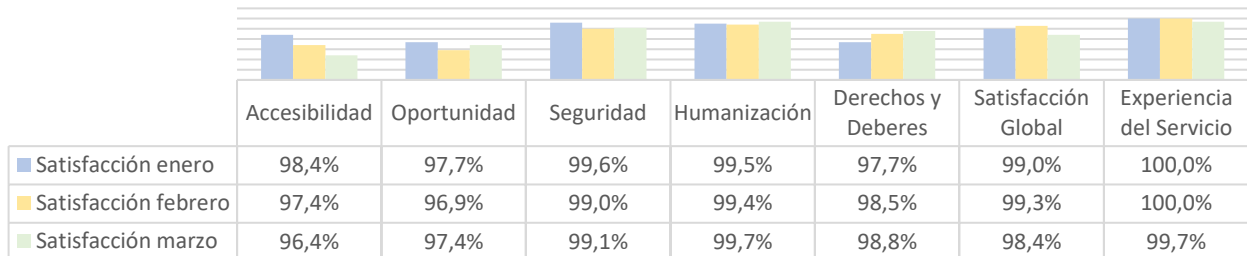 Accesibilidad Oportunidad Seguridad Humanización Derechos y Deberes Satisfacción Global Experiencia del Servicio
Satisfacción enero 98,4% 97,7% 99,6% 99,5% 97,7% 99,0% 100,0%
Satisfacción febrero 97,4% 96,9% 99,0% 99,4% 98,5% 99,3% 100,0%
Satisfacción marzo 96,4% 97,4% 99,1% 99,7% 98,8% 98,4% 99,7%